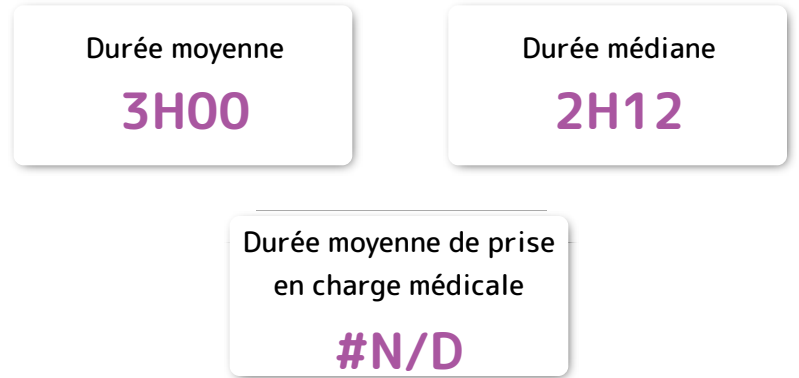 Durée moyenne
3H00
Durée médiane
2H12
Durée moyenne de prise
en charge médicale
#N/D